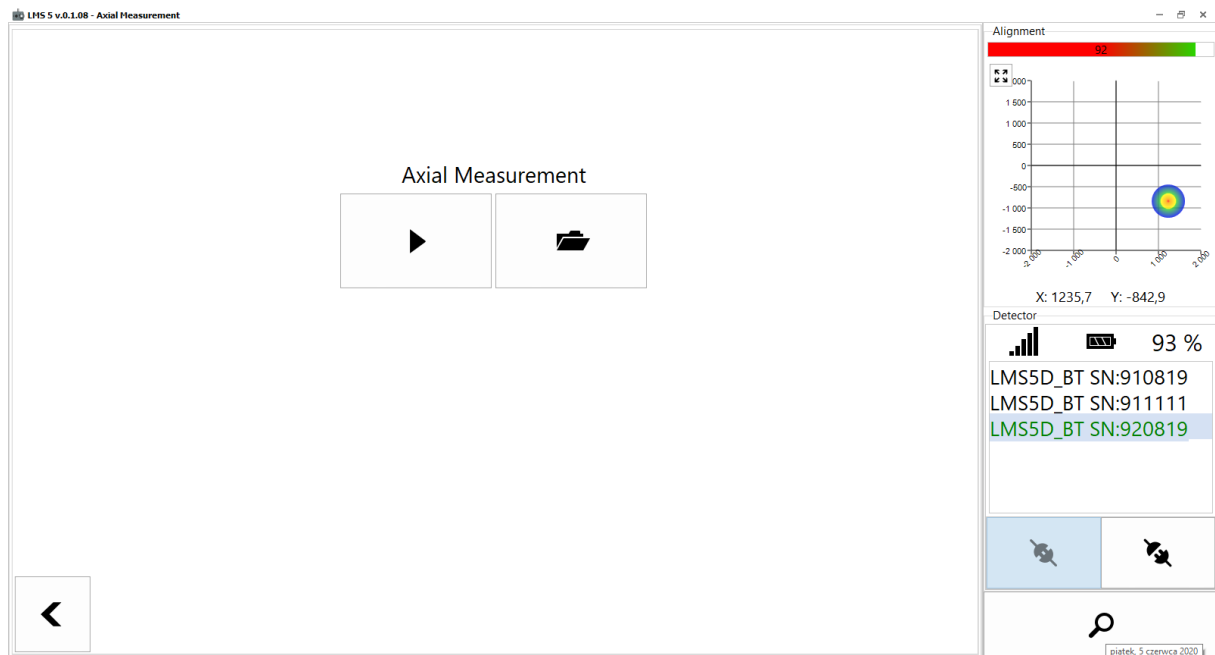 LMS 5 v.0.1.08 - Axial Measurement
Axial Measurement
Alignment
92
000
1 500
1 000
500
0
-500
-1 000
-1 500
-2 000
-2 000
-1 000
0
1 000
2 000
X: 1235,7 Y: -842,9
Detector
93 %
LMS5D_BT SN:910819
LMS5D_BT SN:911111
LMS5D_BT SN:920819
piątek, 5 czerwca 2020